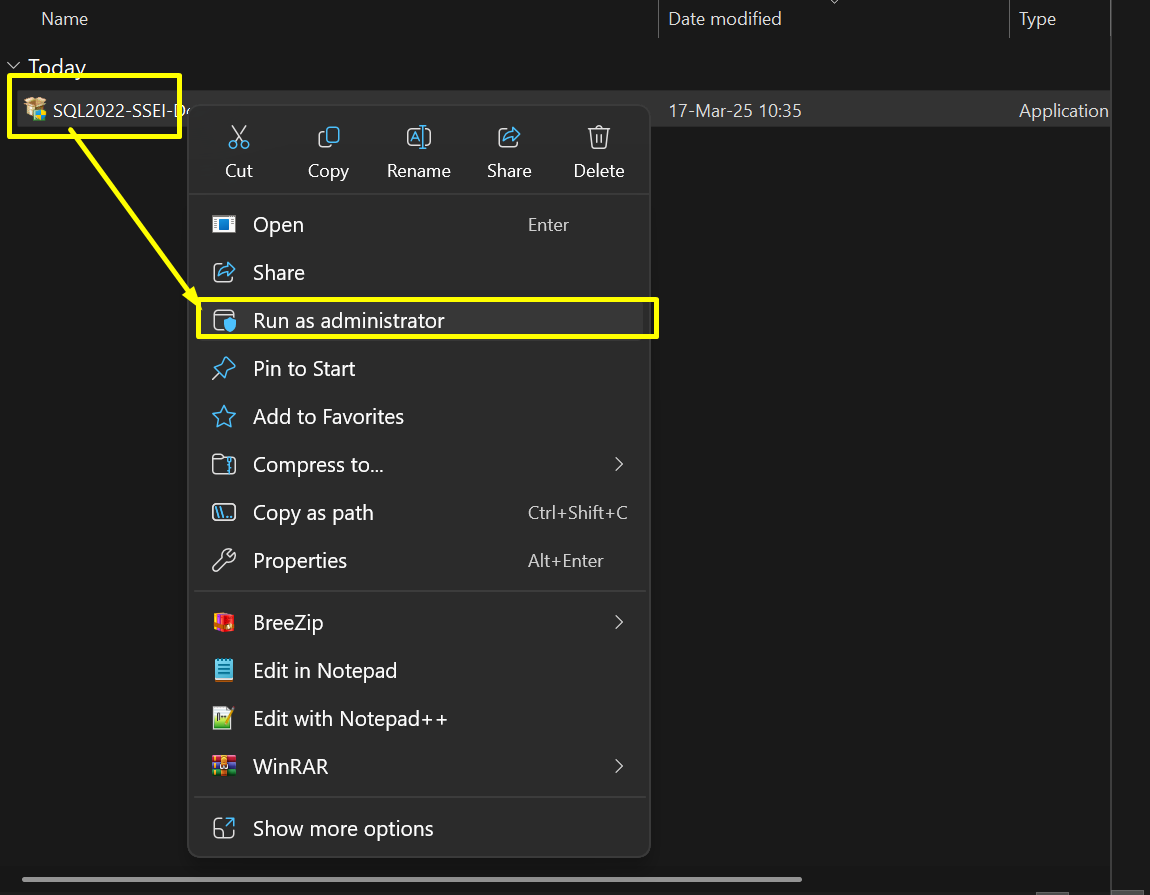 Name Date modified Type
Today
SQL2022-SSEI-D 17-Mar-25 10:35 Application
Cut Copy Rename Share Delete
Open Enter
Share
Run as administrator
Pin to Start
Add to Favorites
Compress to...
Copy as path Ctrl+Shift+C
Properties Alt+Enter
BreeZip
Edit in Notepad
Edit with Notepad++
WinRAR
Show more options